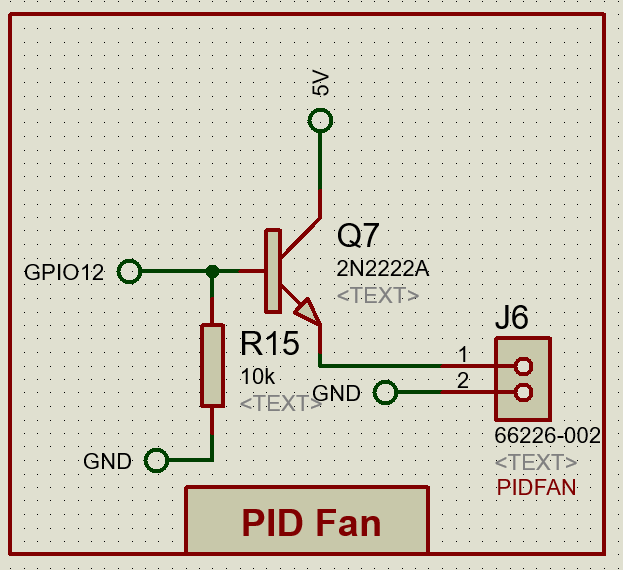 5V
Q7
2N2222A
<TEXT>
GPIO12
J6
R15
10k
<TEXT>
GND
1
2
GND
66226-002
<TEXT>
PIDFAN
PID Fan